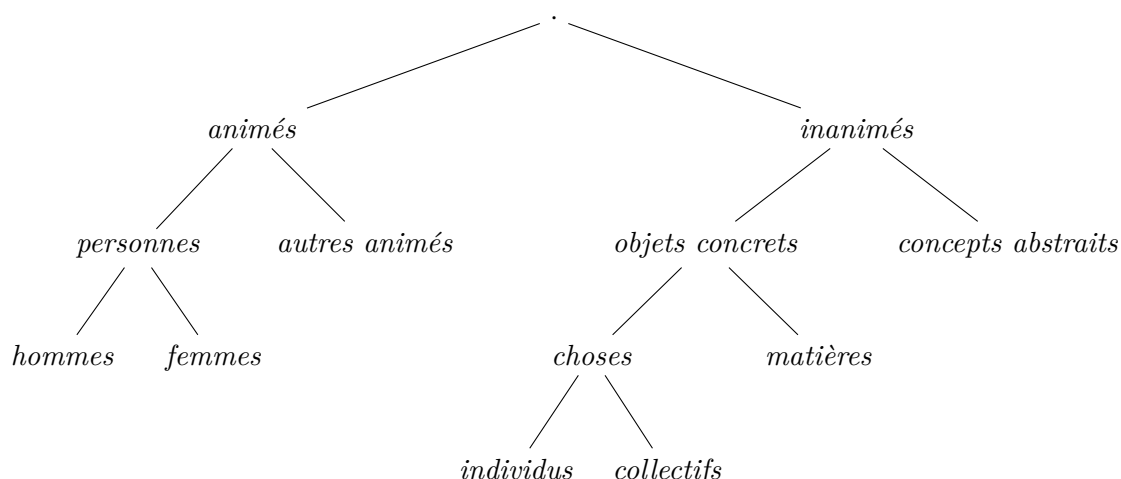 .
animés inanimés
personnes autres animés objets concrets concepts abstraits
hommes femmes choses matières
individus collectifs